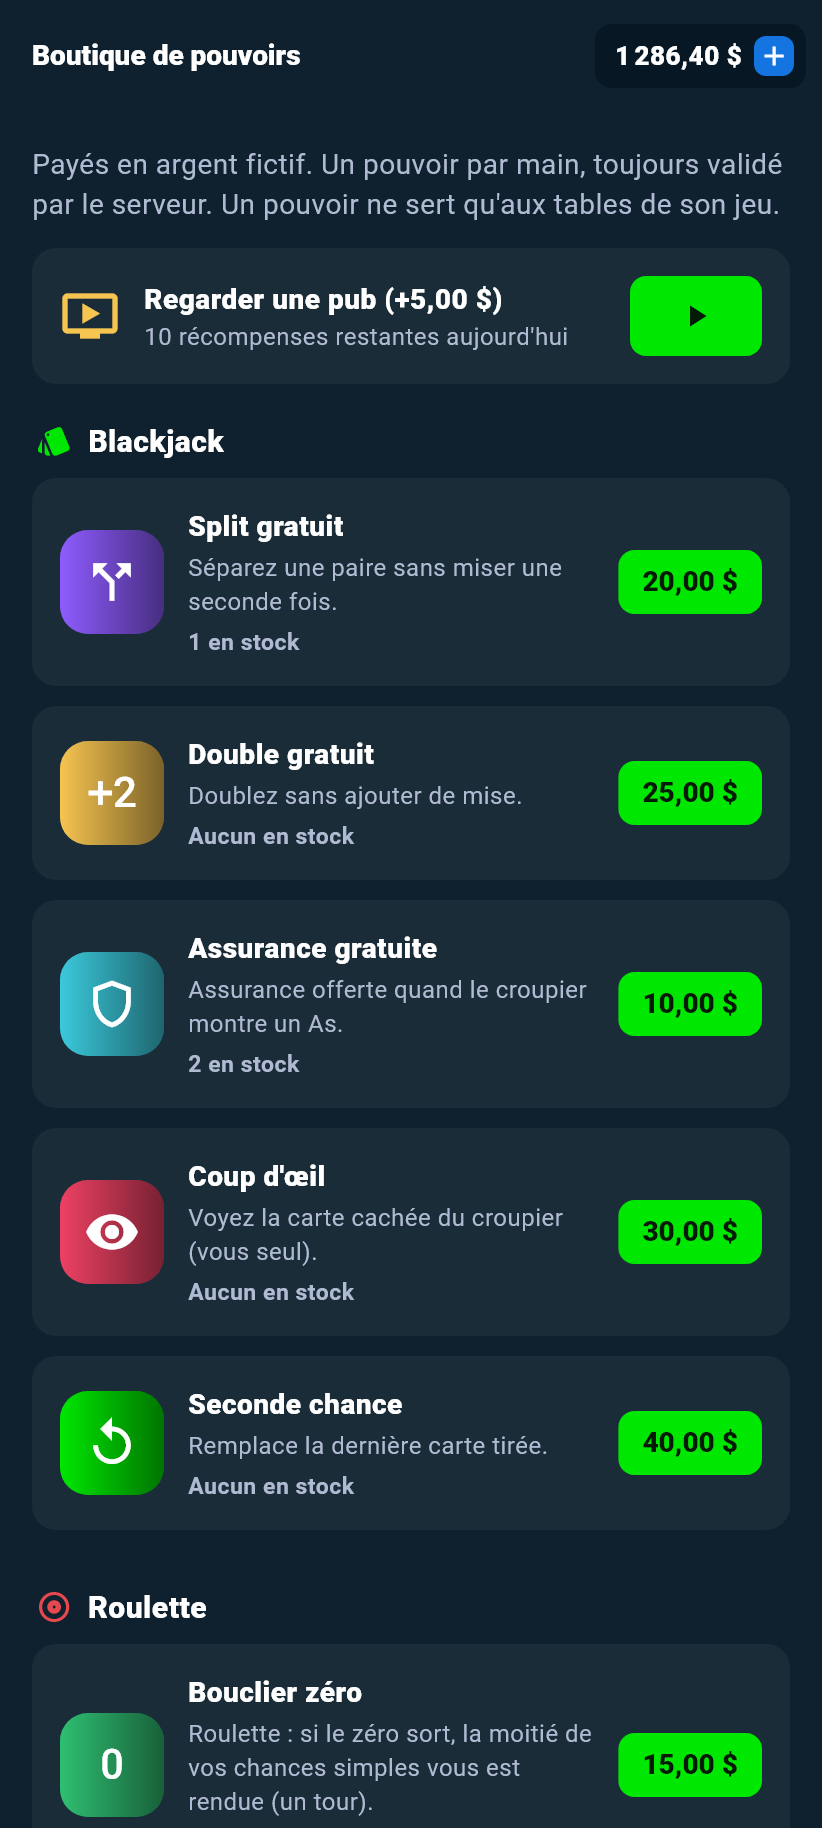 Boutique de pouvoirs
1 286,40 $
Payés en argent fictif. Un pouvoir par main, toujours validé
par le serveur. Un pouvoir ne sert qu'aux tables de son jeu.
Regarder une pub (+5,00 $)
10 récompenses restantes aujourd'hui
Blackjack
Split gratuit
Séparez une paire sans miser une
seconde fois.
1 en stock
20,00 $
+2
Double gratuit
Doublez sans ajouter de mise.
Aucun en stock
25,00 $
Assurance gratuite
Assurance offerte quand le croupier
montre un As.
2 en stock
10,00 $
Coup d'œil
Voyez la carte cachée du croupier
(vous seul).
Aucun en stock
30,00 $
Seconde chance
Remplace la dernière carte tirée.
Aucun en stock
40,00 $
Roulette
0
Bouclier zéro
Roulette : si le zéro sort, la moitié de
vos chances simples vous est
rendue (un tour).
15,00 $